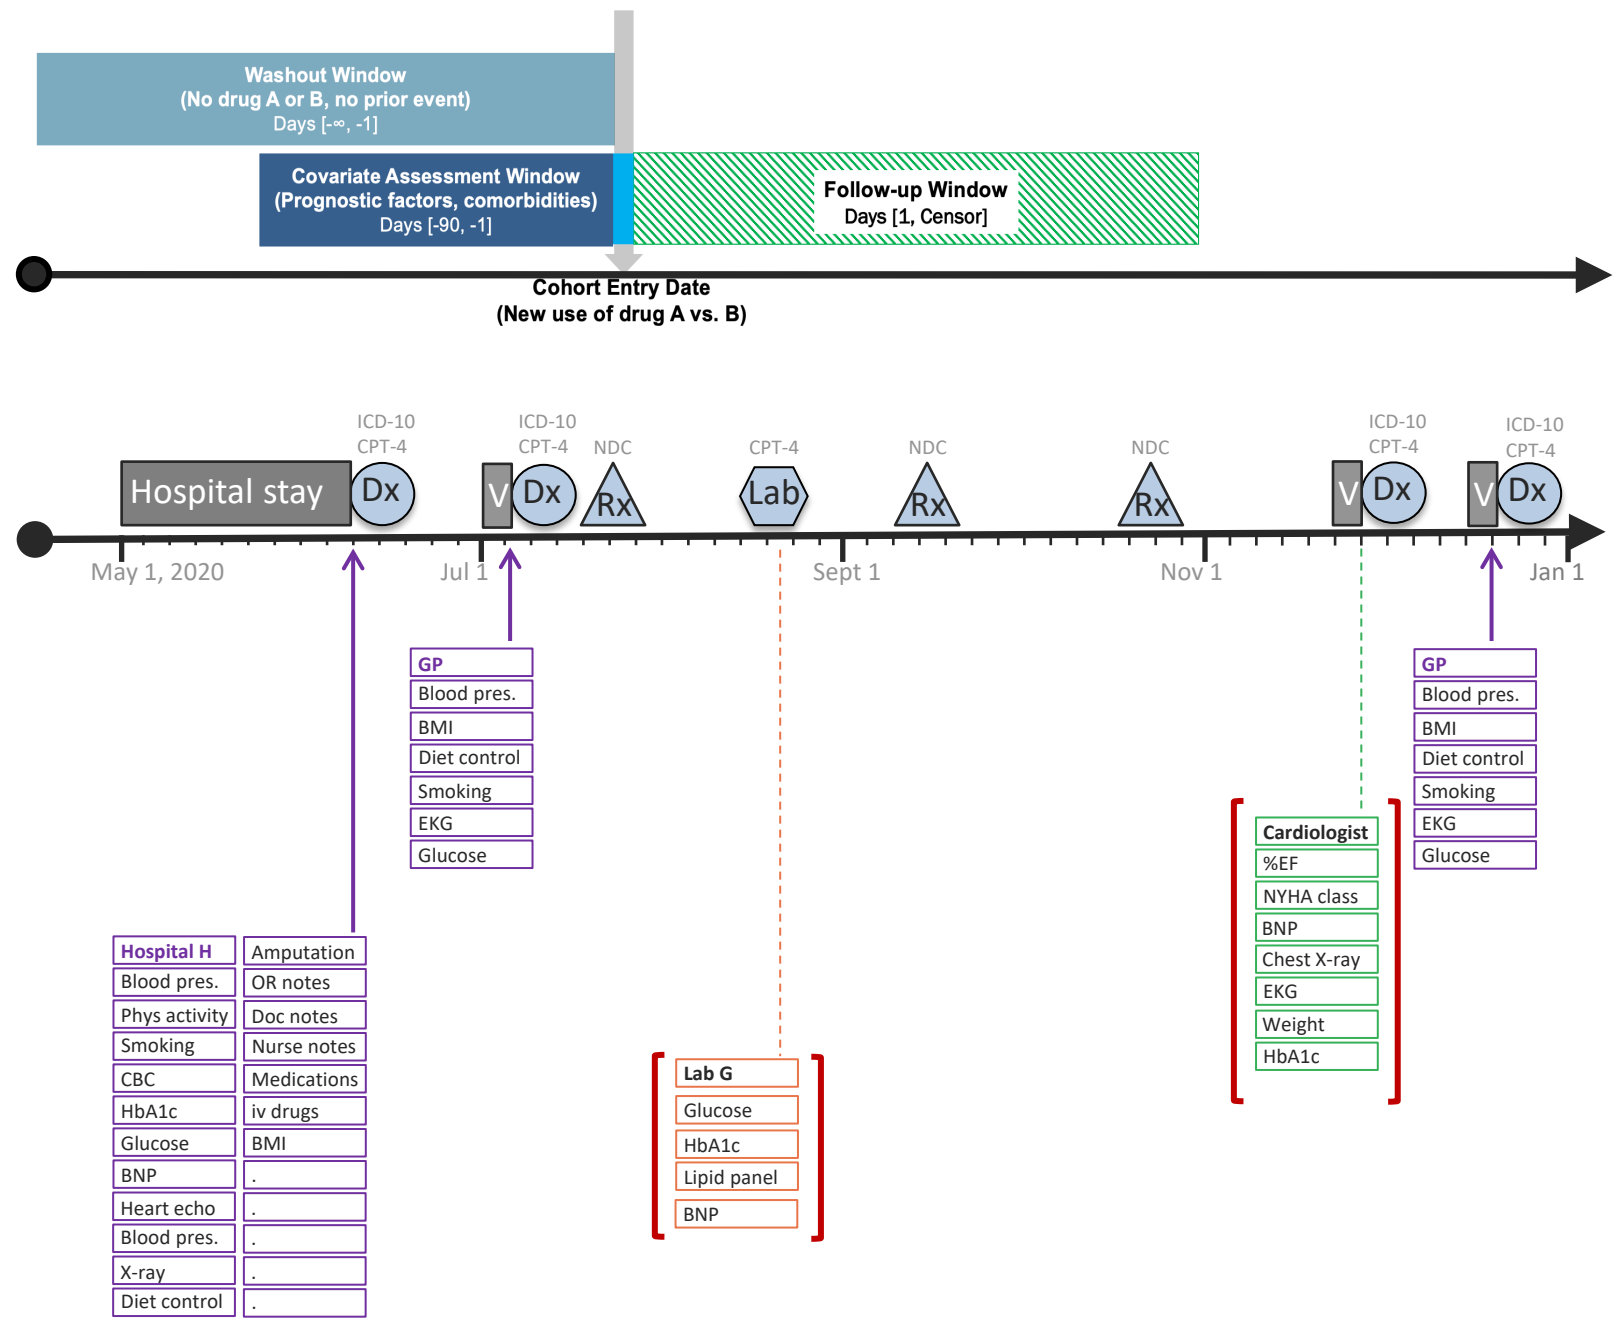 Washout Window
(No drug A or B, no prior event)
Days [-∞, -1]
Covariate Assessment Window
(Prognostic factors, comorbidities)
Days [-90, -1]
Follow-up Window
Days [1, Censor]
Cohort Entry Date
(New use of drug A vs. B)
ICD-10
CPT-4
ICD-10
CPT-4
NDC
CPT-4
NDC
NDC
ICD-10
CPT-4
ICD-10
CPT-4
Hospital stay
Dx
V
Dx
Rx
Lab
Rx
Rx
V
Dx
V
Dx
May 1, 2020
Jul 1
Sept 1
Nov 1
Jan 1
Hospital H
Blood pres.
Phys activity
Smoking
CBC
HbA1c
Glucose
BNP
Heart echo
Blood pres.
X-ray
Diet control
Amputation
OR notes
Doc notes
Nurse notes
Medications
iv drugs
BMI
.
.
.
.
.
GP
Blood pres.
BMI
Diet control
Smoking
EKG
Glucose
Lab G
Glucose
HbA1c
Lipid panel
BNP
Cardiologist
%EF
NYHA class
BNP
Chest X-ray
EKG
Weight
HbA1c
GP
Blood pres.
BMI
Diet control
Smoking
EKG
Glucose